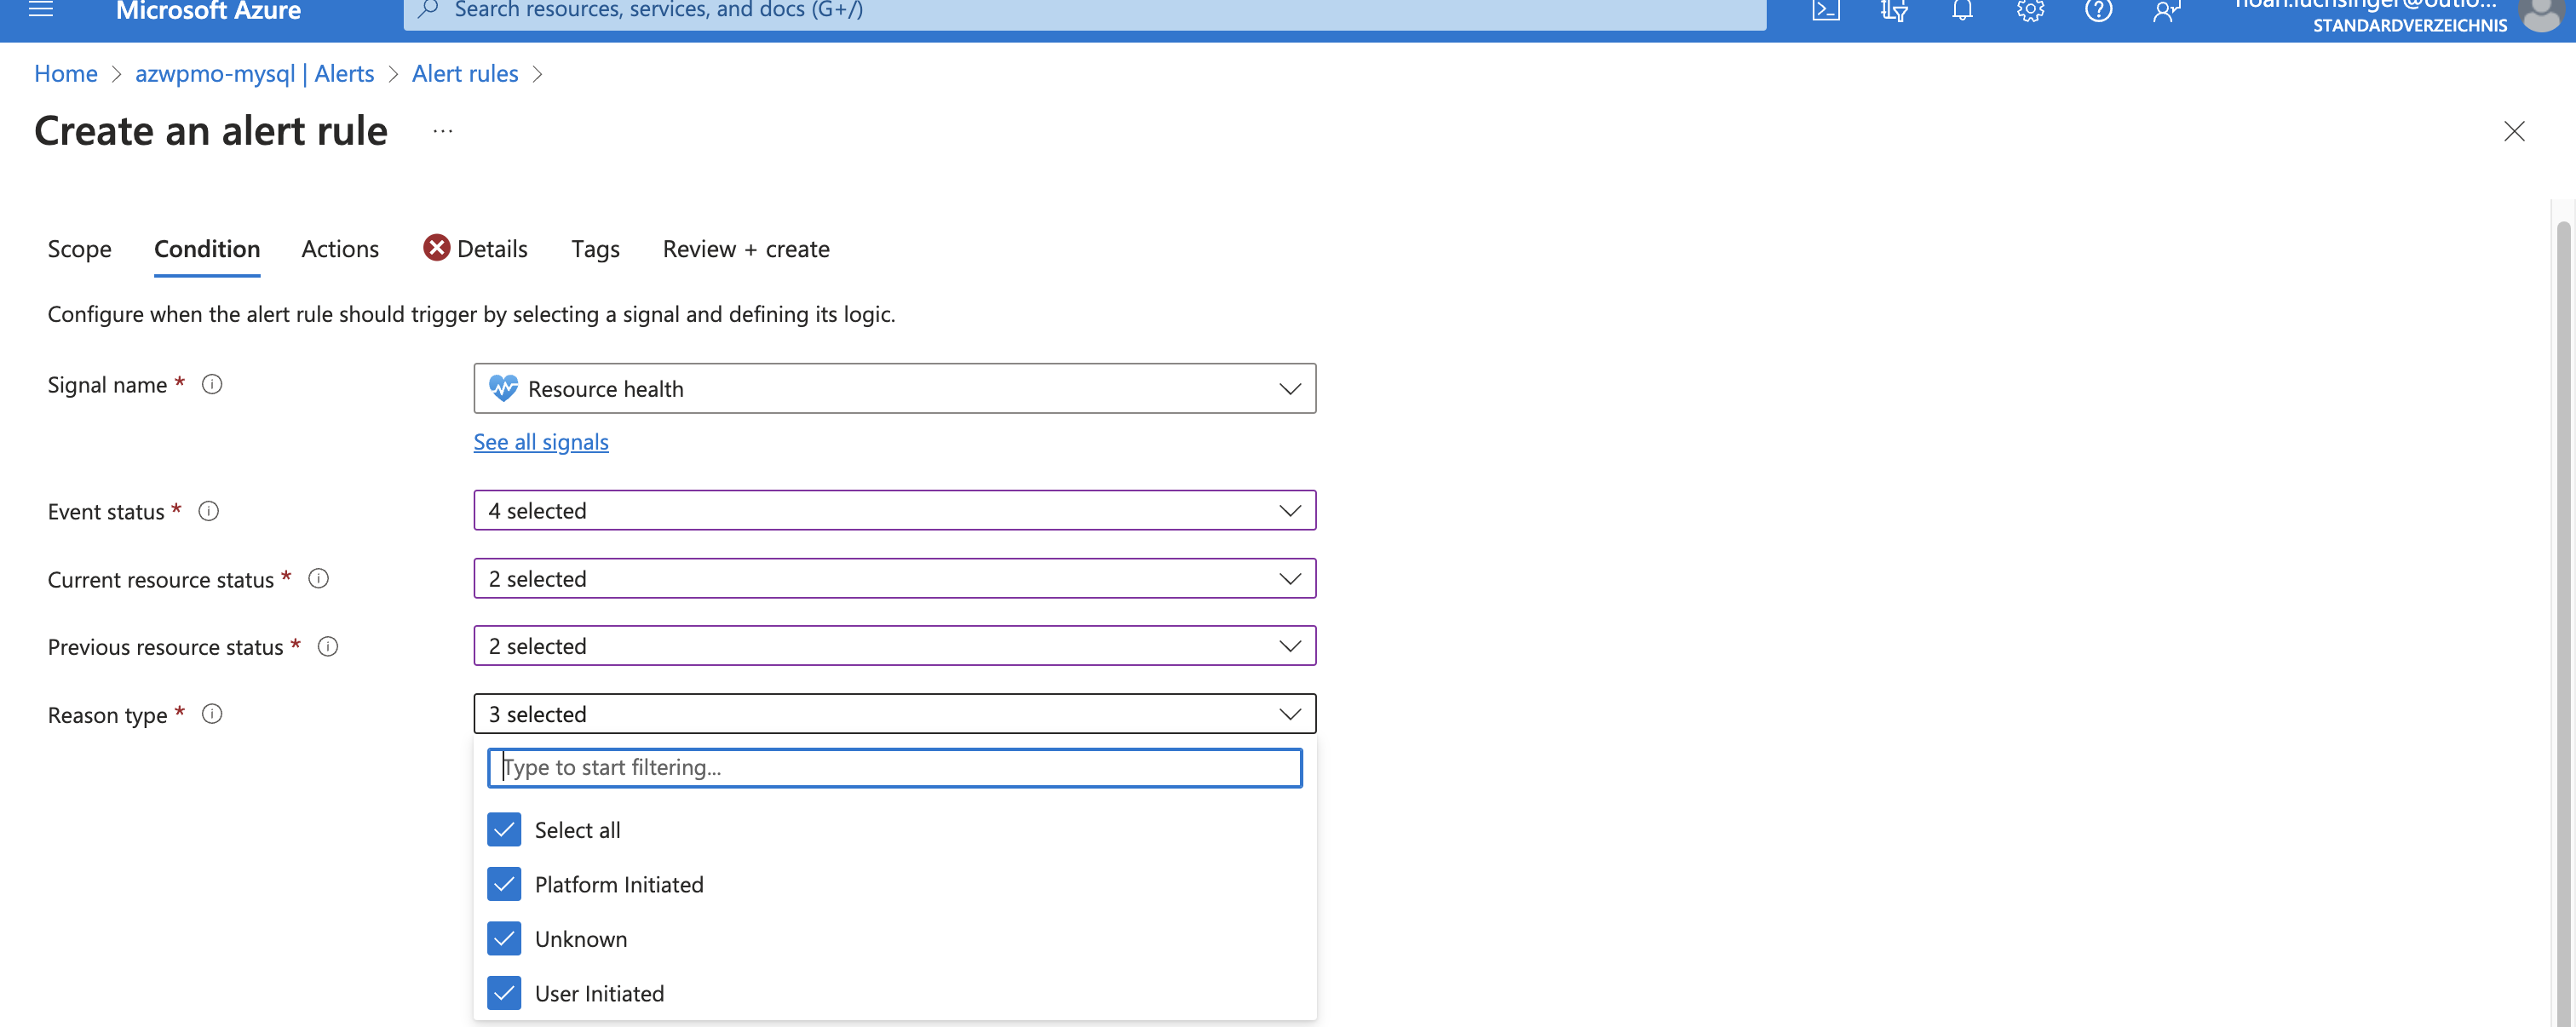 Microsoft Azure
Search resources, services, and docs (G+/)
STANDARDVERZEICHNIS
Home > azwpmo-mysql | Alerts > Alert rules >
Create an alert rule ...
Scope Condition Actions Details Tags Review + create
Configure when the alert rule should trigger by selecting a signal and defining its logic.
Signal name *
Resource health
See all signals
Event status *
4 selected
Current resource status *
2 selected
Previous resource status *
2 selected
Reason type *
3 selected
Type to start filtering...
Select all
Platform Initiated
Unknown
User Initiated